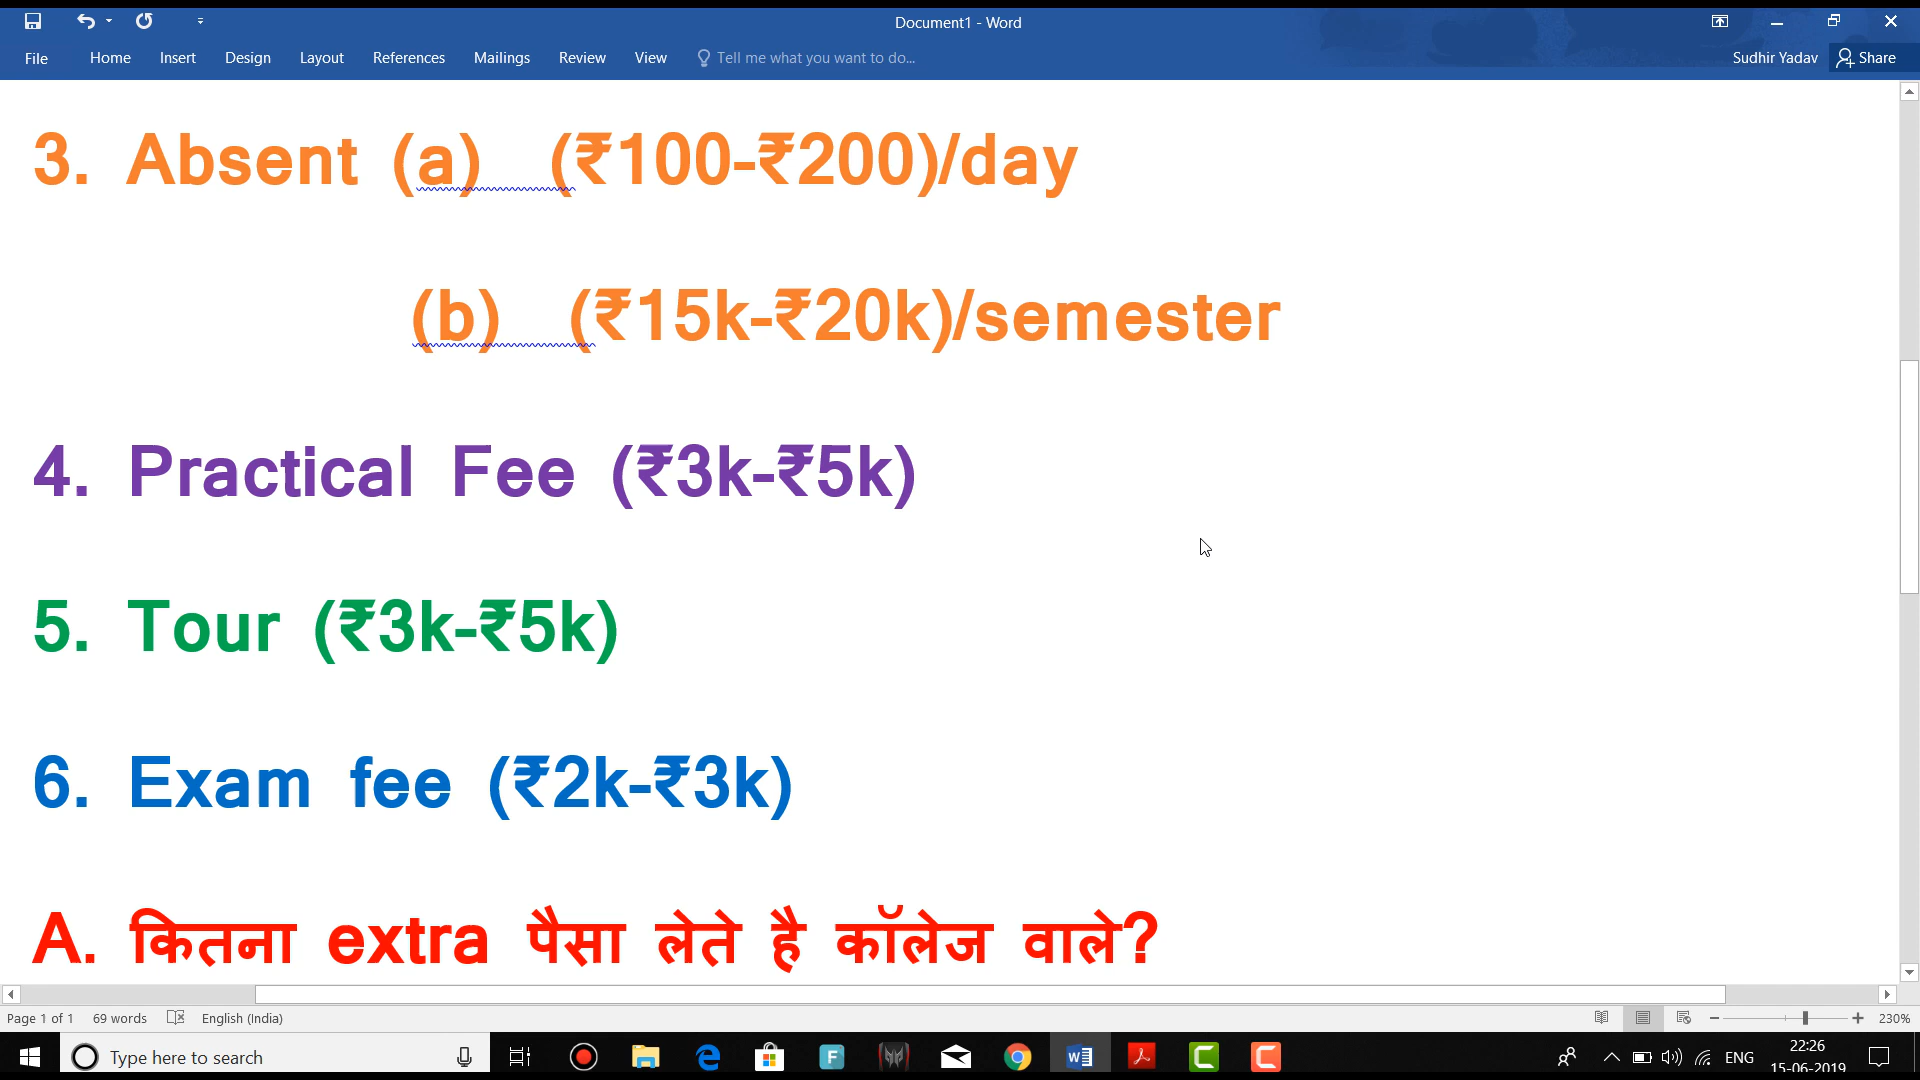 Document1 - Word
File Home Insert Design Layout References Mailings Review View Tell me what you want to do... Sudhir Yadav Share
3. Absent (a) (₹100-₹200)/day
(b) (₹15k-₹20k)/semester
4. Practical Fee (₹3k-₹5k)
5. Tour (₹3k-₹5k)
6. Exam fee (₹2k-₹3k)
A. कितना extra पैसा लेते है कॉलेज वाले?
Page 1 of 1 69 words English (India) 230%
Type here to search ENG 22:26
15-06-2019